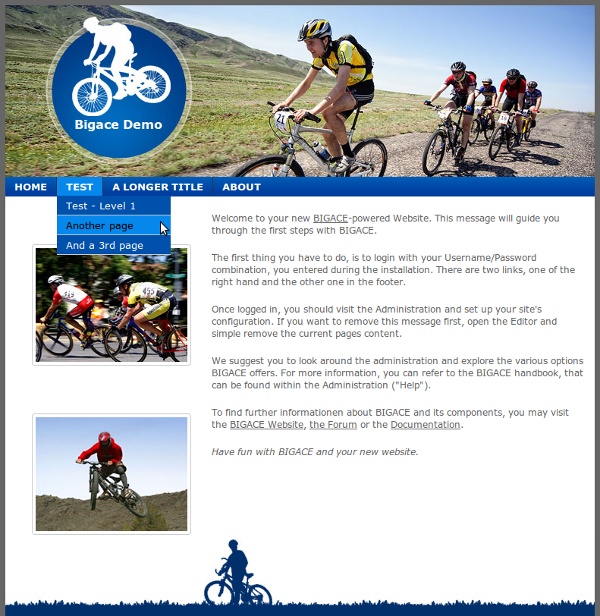 Bigace Demo
21
HOME TEST A LONGER TITLE ABOUT
Test - Level 1
Another page
And a 3rd page
Welcome to your new BIGACE-powered Website. This message will guide you
through the first steps with BIGACE.
The first thing you have to do, is to login with your Username/Password
combination, you entered during the installation. There are two links, one of the
right hand and the other one in the footer.
Once logged in, you should visit the Administration and set up your site's
configuration. If you want to remove this message first, open the Editor and
simple remove the current pages content.
We suggest you to look around the administration and explore the various options
BIGACE offers. For more information, you can refer to the BIGACE handbook, that
can be found within the Administration ("Help").
To find further informationen about BIGACE and its components, you may visit
the BIGACE Website, the Forum or the Documentation.
Have fun with BIGACE and your new website.